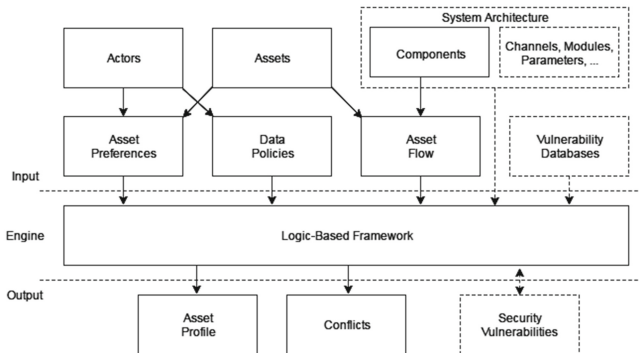 System Architecture
Actors
Assets
Components
Channels, Modules,
Parameters, ...
Asset
Preferences
Data
Policies
Asset
Flow
Vulnerability
Databases
Input
Engine
Logic-Based Framework
Output
Asset
Profile
Conflicts
Security
Vulnerabilities